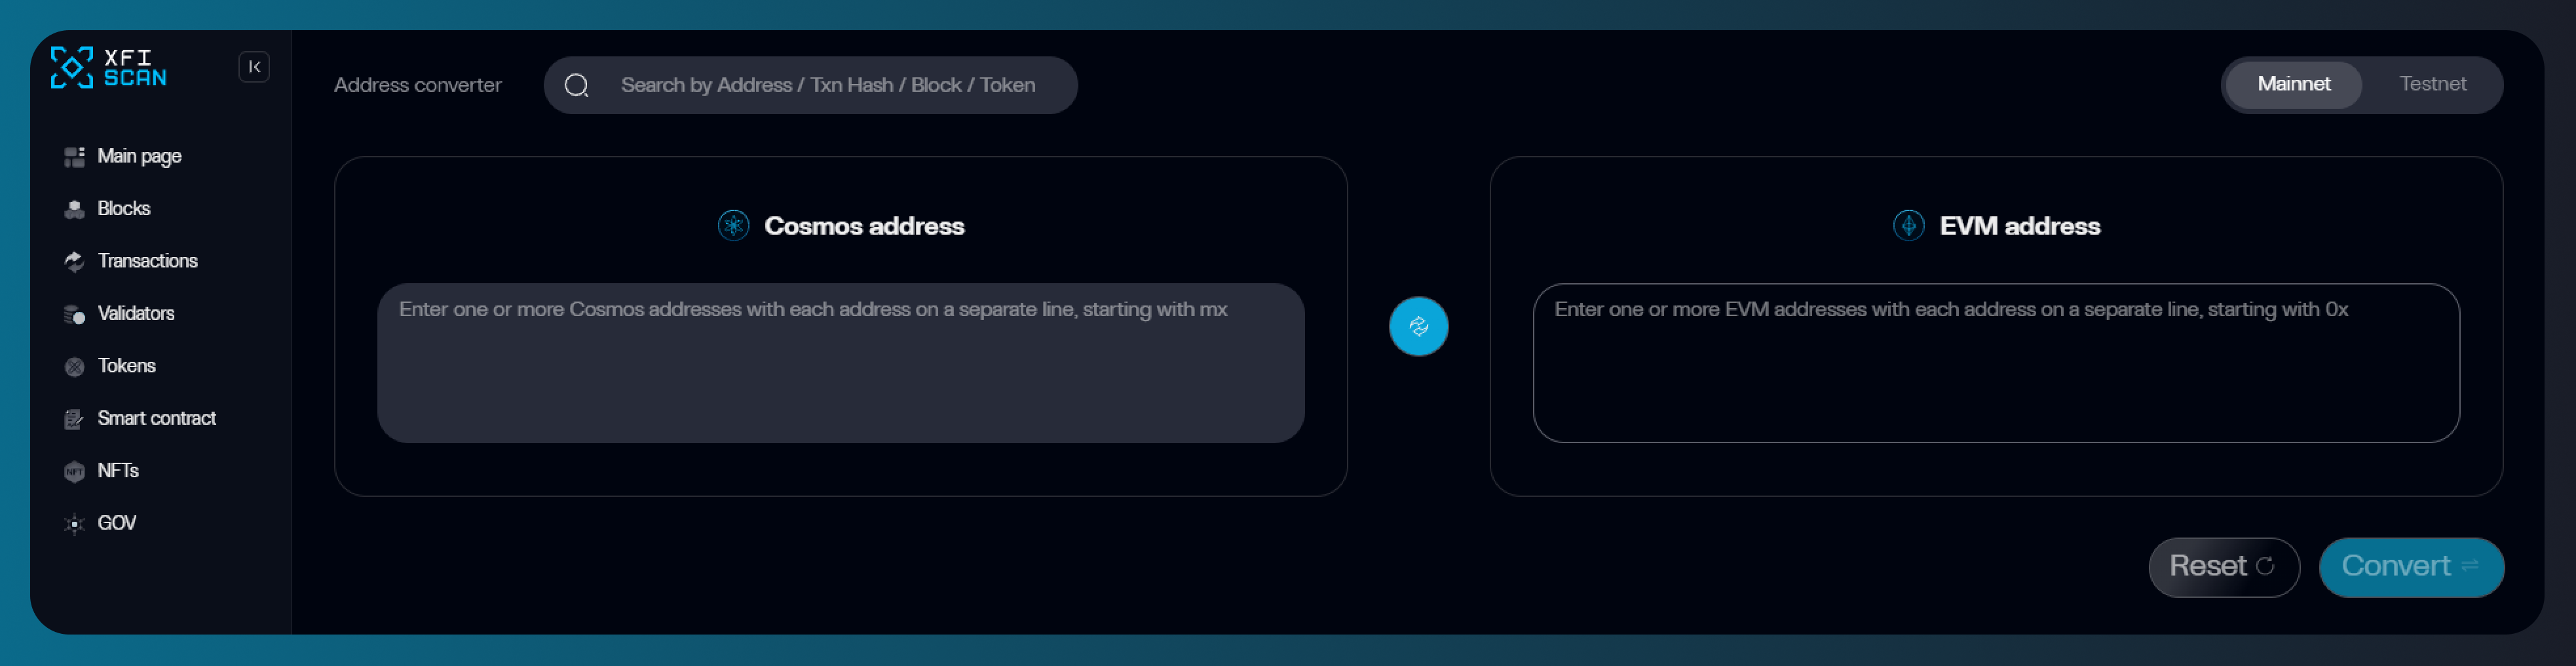 XFI
SCAN
Main page
Blocks
Transactions
Validators
Tokens
Smart contract
NFT
NFTs
GOV
Address converter
Search by Address / Txn Hash / Block / Token
Mainnet
Testnet
Cosmos address
Enter one or more Cosmos addresses with each address on a separate line, starting with mx
EVM address
Enter one or more EVM addresses with each address on a separate line, starting with 0x
Reset
Convert